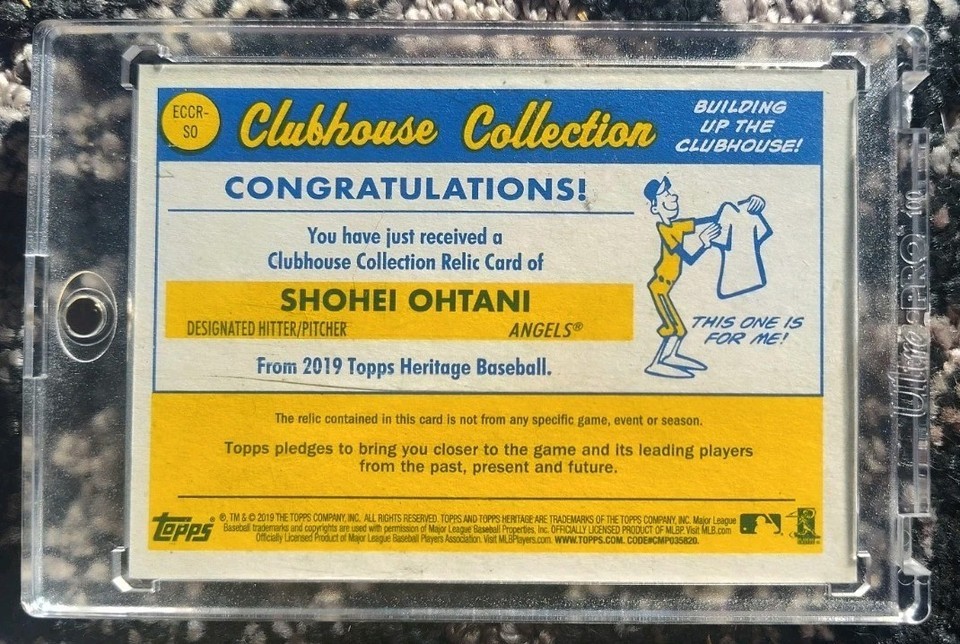 ECCR-
SO
Clubhouse Collection
BUILDING
UP THE
CLUBHOUSE!
CONGRATULATIONS!
You have just received a
Clubhouse Collection Relic Card of
SHOHEI OHTANI
DESIGNATED HITTER/PITCHER ANGELS®
From 2019 Topps Heritage Baseball.
THIS ONE IS
FOR ME!
The relic contained in this card is not from any specific game, event or season.
Topps pledges to bring you closer to the game and its leading players
from the past, present and future.
topps®
®, TM & © 2019 THE TOPPS COMPANY, INC. ALL RIGHTS RESERVED. TOPPS AND TOPPS HERITAGE ARE TRADEMARKS OF THE TOPPS COMPANY, INC. Major League
Baseball trademarks and copyrights are used with permission of Major League Baseball Properties, Inc. OFFICIALLY LICENSED PRODUCT OF MLBP. Visit MLB.com
Officially Licensed Product of Major League Baseball Players Association. Visit MLBPlayers.com. WWW.TOPPS.COM. CODE#CMP035820.
Ultra PRO 100